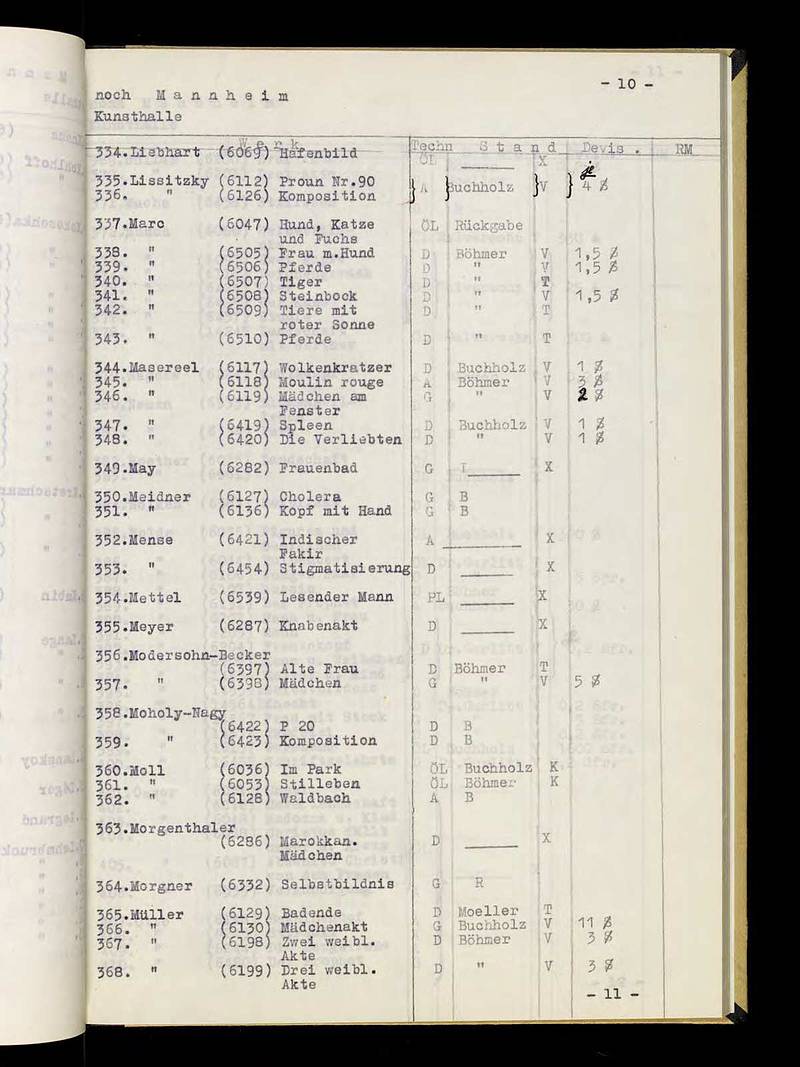 - 10 -
noch M a n n h e i m
Kunsthalle
W e r k Techn S t a n d Devis . RM
334.Liebhart (6069) Hafenbild ÖL ______ X
335.Lissitzky (6112) Proun Nr.90 } A } Buchholz } V } 4 $
336. " (6126) Komposition
337.Marc (6047) Hund, Katze ÖL Rückgabe
und Fuchs
338. " (6505) Frau m.Hund D Böhmer V 1,5 $
339. " (6506) Pferde D " V 1,5 $
340. " (6507) Tiger D " T
341. " (6508) Steinbock D " V 1,5 $
342. " (6509) Tiere mit D " T
roter Sonne
343. " (6510) Pferde D " T
344.Masereel (6117) Wolkenkratzer D Buchholz V 1 $
345. " (6118) Moulin rouge A Böhmer V 3 $
346. " (6119) Mädchen am G " V 2 $
Fenster
347. " (6419) Spleen D Buchholz V 1 $
348. " (6420) Die Verliebten D " V 1 $
349.May (6282) Frauenbad G ______ X
350.Meidner (6127) Cholera G B
351. " (6136) Kopf mit Hand G B
352.Mense (6421) Indischer A ______ X
Fakir
353. " (6454) Stigmatisierung D ______ X
354.Mettel (6539) Lesender Mann PL ______ X
355.Meyer (6287) Knabenakt D ______ X
356.Modersohn-Becker
(6397) Alte Frau D Böhmer T
357. " (6398) Mädchen G " V 5 $
358.Moholy-Nagy
(6422) P 20 D B
359. " (6423) Komposition D B
360.Moll (6036) Im Park ÖL Buchholz K
361. " (6053) Stilleben ÖL Böhmer K
362. " (6128) Waldbach A B
363.Morgenthaler
(6286) Marokkan. D ______ X
Mädchen
364.Morgner (6332) Selbstbildnis G R
365.Müller (6129) Badende D Moeller T
366. " (6130) Mädchenakt G Buchholz V 11 $
367. " (6198) Zwei weibl. D Böhmer V 3 $
Akte
368. " (6199) Drei weibl. D " V 3 $
Akte
- 11 -